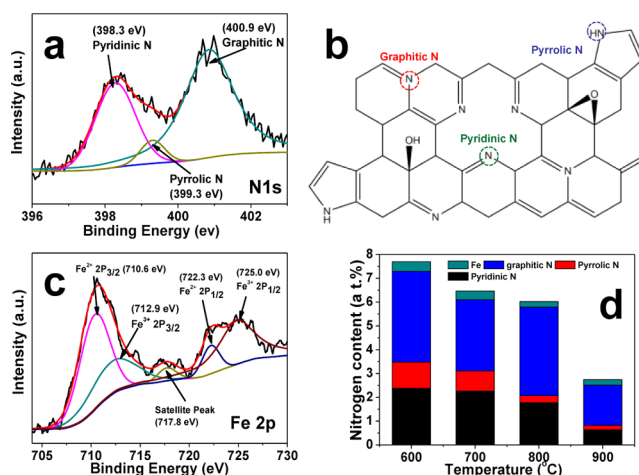 a
(398.3 eV)
Pyridinic N
(400.9 eV)
Graphitic N
Pyrrolic N
(399.3 eV)
N1s
Intensity (a.u.)
396 398 400 402
Binding Energy (ev)
b
Graphitic N
Pyrrolic N
Pyridinic N
HN
N
N
N
O
OH
N
N
N
H
N
c
Fe²⁺ 2P3/2 (710.6 eV)
(712.9 eV)
Fe³⁺ 2P3/2
(722.3 eV)
Fe²⁺ 2P1/2
(725.0 eV)
Fe³⁺ 2P1/2
Satellite Peak
(717.8 eV)
Fe 2p
Intensity (a.u.)
705 710 715 720 725 730
Binding Energy (eV)
d
Fe graphitic N Pyrrolic N
Pyridinic N
Nitrogen content (a t.%)
8
7
6
5
4
3
2
1
0
600 700 800 900
Temperature (°C)